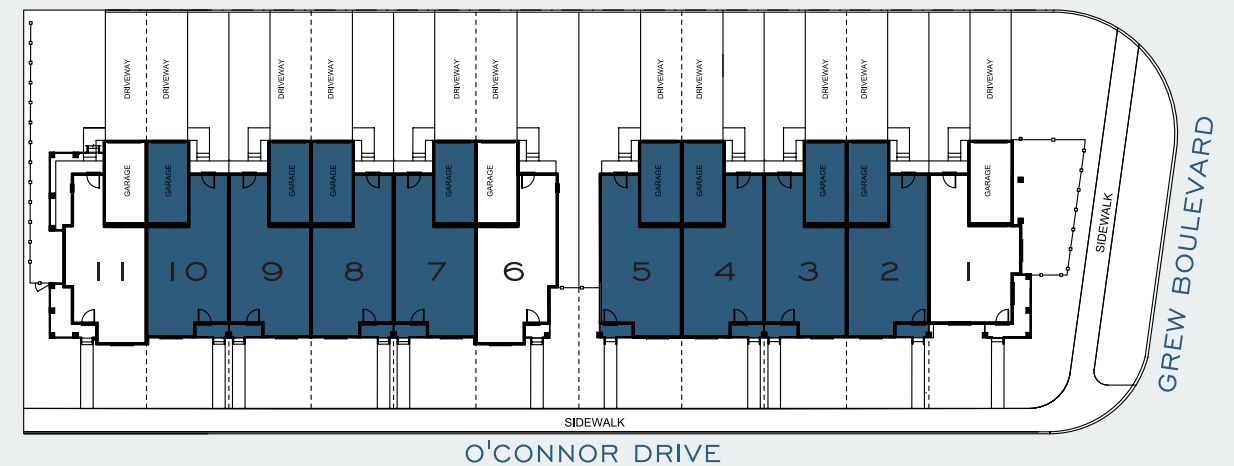 DRIVEWAY DRIVEWAY DRIVEWAY DRIVEWAY DRIVEWAY DRIVEWAY DRIVEWAY DRIVEWAY DRIVEWAY DRIVEWAY DRIVEWAY
GARAGE GARAGE GARAGE GARAGE GARAGE GARAGE GARAGE GARAGE GARAGE GARAGE GARAGE
11 10 9 8 7 6 5 4 3 2 1
SIDEWALK
GREW BOULEVARD
SIDEWALK
O'CONNOR DRIVE